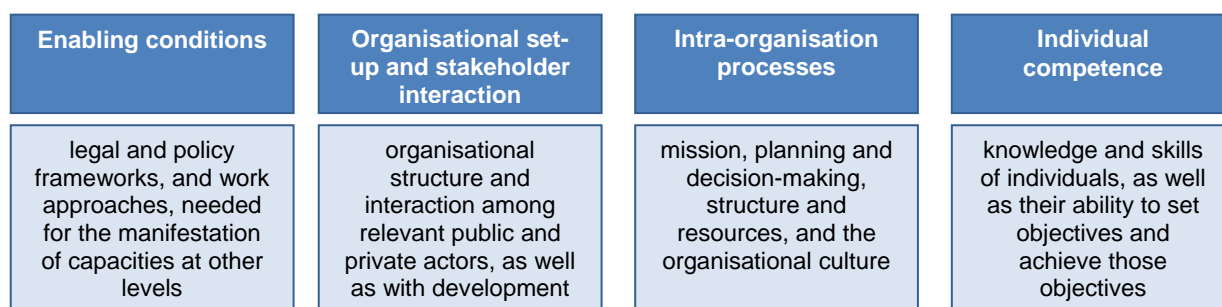 Enabling conditions
legal and policy
frameworks, and work
approaches, needed
for the manifestation
of capacities at other
levels
Organisational set-
up and stakeholder
interaction
organisational
structure and
interaction among
relevant public and
private actors, as well
as with development
Intra-organisation
processes
mission, planning and
decision-making,
structure and
resources, and the
organisational culture
Individual
competence
knowledge and skills
of individuals, as well
as their ability to set
objectives and
achieve those
objectives